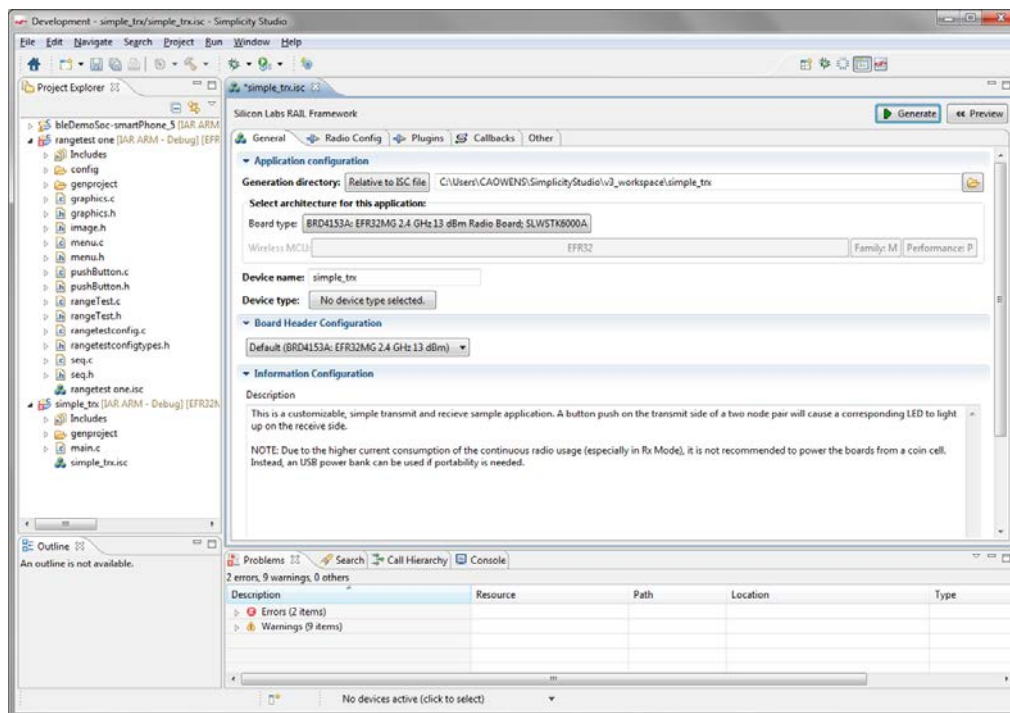 Development - simple_trx/simple_trx.isc - Simplicity Studio
File Edit Navigate Search Project Run Window Help
Project Explorer
bleDemoSoc-smartPhone_5 [IAR ARM
rangetest one [IAR ARM - Debug] [EFR
Includes
config
genproject
graphics.c
graphics.h
image.h
menu.c
menu.h
pushButton.c
pushButton.h
rangeTest.c
rangeTest.h
rangetestconfig.c
rangetestconfigtypes.h
seq.c
seq.h
rangetest one.isc
simple_trx [IAR ARM - Debug] [EFR32N
Includes
genproject
main.c
simple_trx.isc
Outline
An outline is not available.
*simple_trx.isc
Silicon Labs RAIL Framework
Generate Preview
General Radio Config Plugins Callbacks Other
Application configuration
Generation directory: Relative to ISC file C:\Users\CAOWENS\SimplicityStudio\v3_workspace\simple_trx
Select architecture for this application:
Board type: BRD4153A: EFR32MG 2.4 GHz 13 dBm Radio Board; SLWSTK6000A
Wireless MCU: EFR32 Family: M Performance: P
Device name: simple_trx
Device type: No device type selected.
Board Header Configuration
Default (BRD4153A: EFR32MG 2.4 GHz 13 dBm)
Information Configuration
Description
This is a customizable, simple transmit and recieve sample application. A button push on the transmit side of a two node pair will cause a corresponding LED to light
up on the receive side.
NOTE: Due to the higher current consumption of the continuous radio usage (especially in Rx Mode), it is not recommended to power the boards from a coin cell.
Instead, an USB power bank can be used if portability is needed.
Problems Search Call Hierarchy Console
2 errors, 9 warnings, 0 others
Description Resource Path Location Type
Errors (2 items)
Warnings (9 items)
No devices active (click to select)